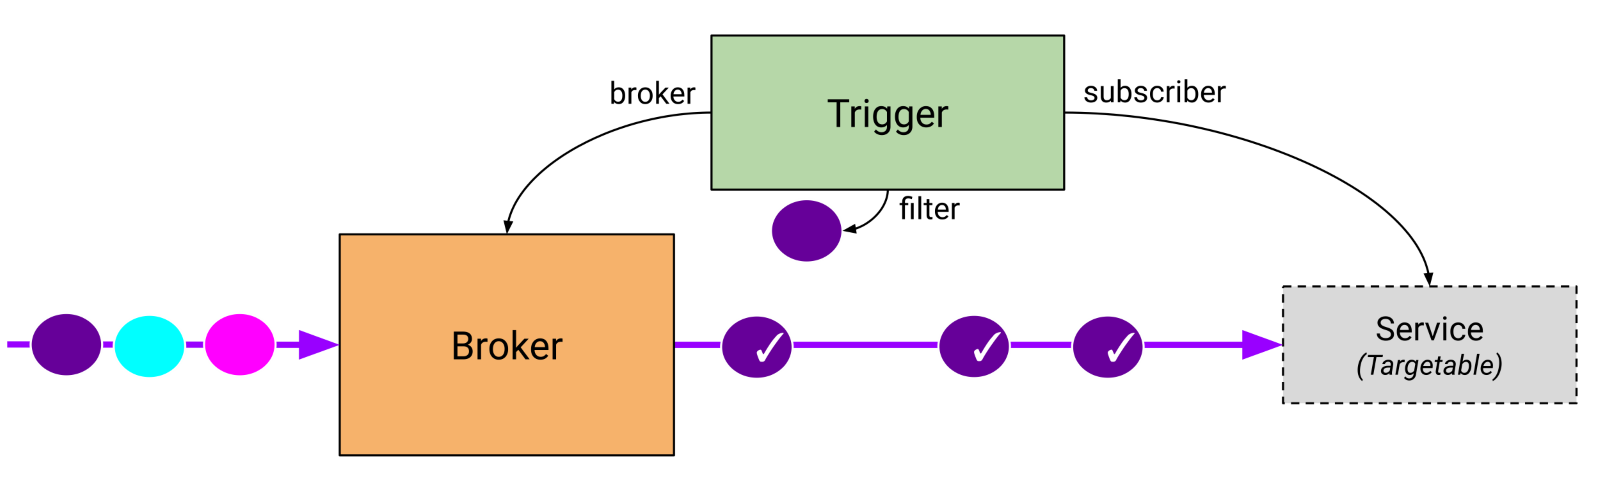 broker
Trigger
subscriber
filter
Broker
Service
(Targetable)